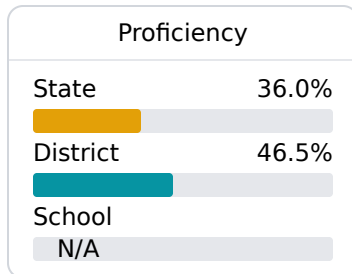 Proficiency
State 36.0%
District 46.5%
School
N/A